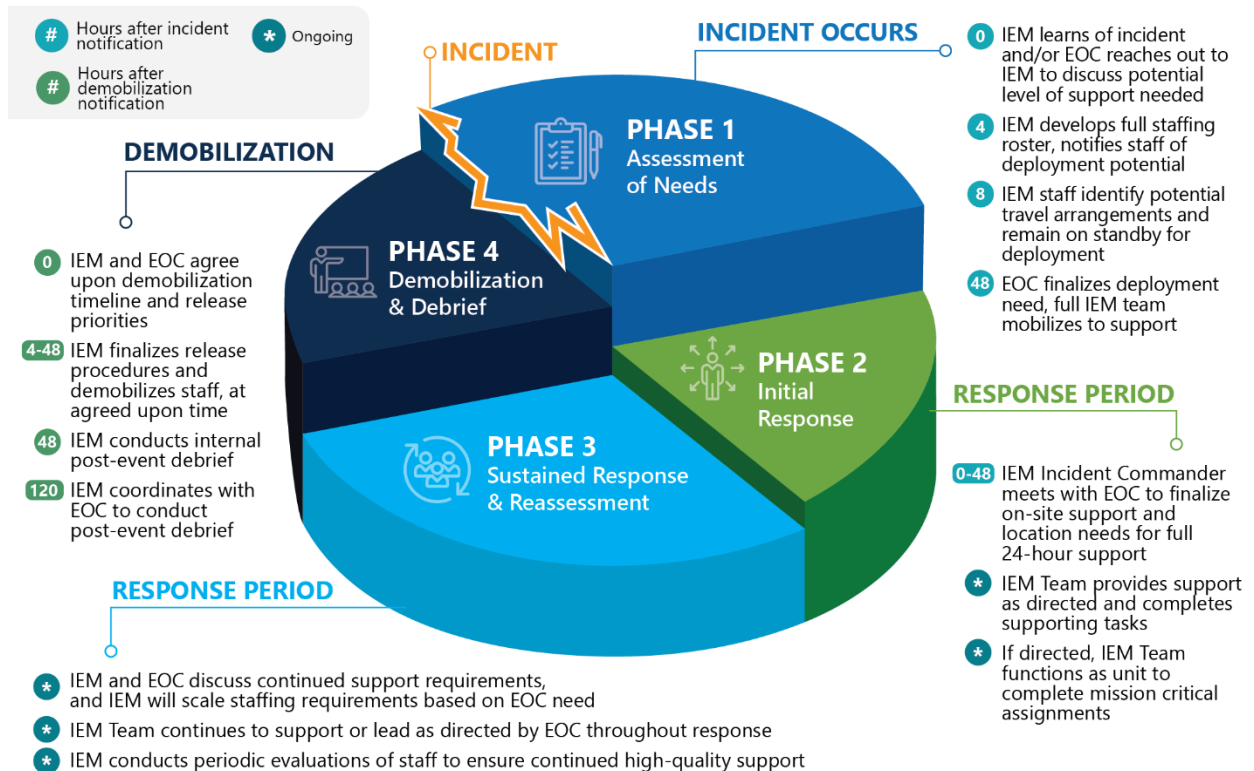 # Hours after incident
notification
* Ongoing
# Hours after
demobilization
notification
INCIDENT
INCIDENT OCCURS
0 IEM learns of incident
and/or EOC reaches out to
IEM to discuss potential
level of support needed
4 IEM develops full staffing
roster, notifies staff of
deployment potential
8 IEM staff identify potential
travel arrangements and
remain on standby for
deployment
48 EOC finalizes deployment
need, full IEM team
mobilizes to support
PHASE 1
Assessment
of Needs
DEMOBILIZATION
0 IEM and EOC agree
upon demobilization
timeline and release
priorities
4-48 IEM finalizes release
procedures and
demobilizes staff, at
agreed upon time
48 IEM conducts internal
post-event debrief
120 IEM coordinates with
EOC to conduct
post-event debrief
PHASE 4
Demobilization
& Debrief
PHASE 2
Initial
Response
RESPONSE PERIOD
0-48 IEM Incident Commander
meets with EOC to finalize
on-site support and
location needs for full
24-hour support
* IEM Team provides support
as directed and completes
supporting tasks
* If directed, IEM Team
functions as unit to
complete mission critical
assignments
PHASE 3
Sustained Response
& Reassessment
RESPONSE PERIOD
* IEM and EOC discuss continued support requirements,
and IEM will scale staffing requirements based on EOC need
* IEM Team continues to support or lead as directed by EOC throughout response
* IEM conducts periodic evaluations of staff to ensure continued high-quality support